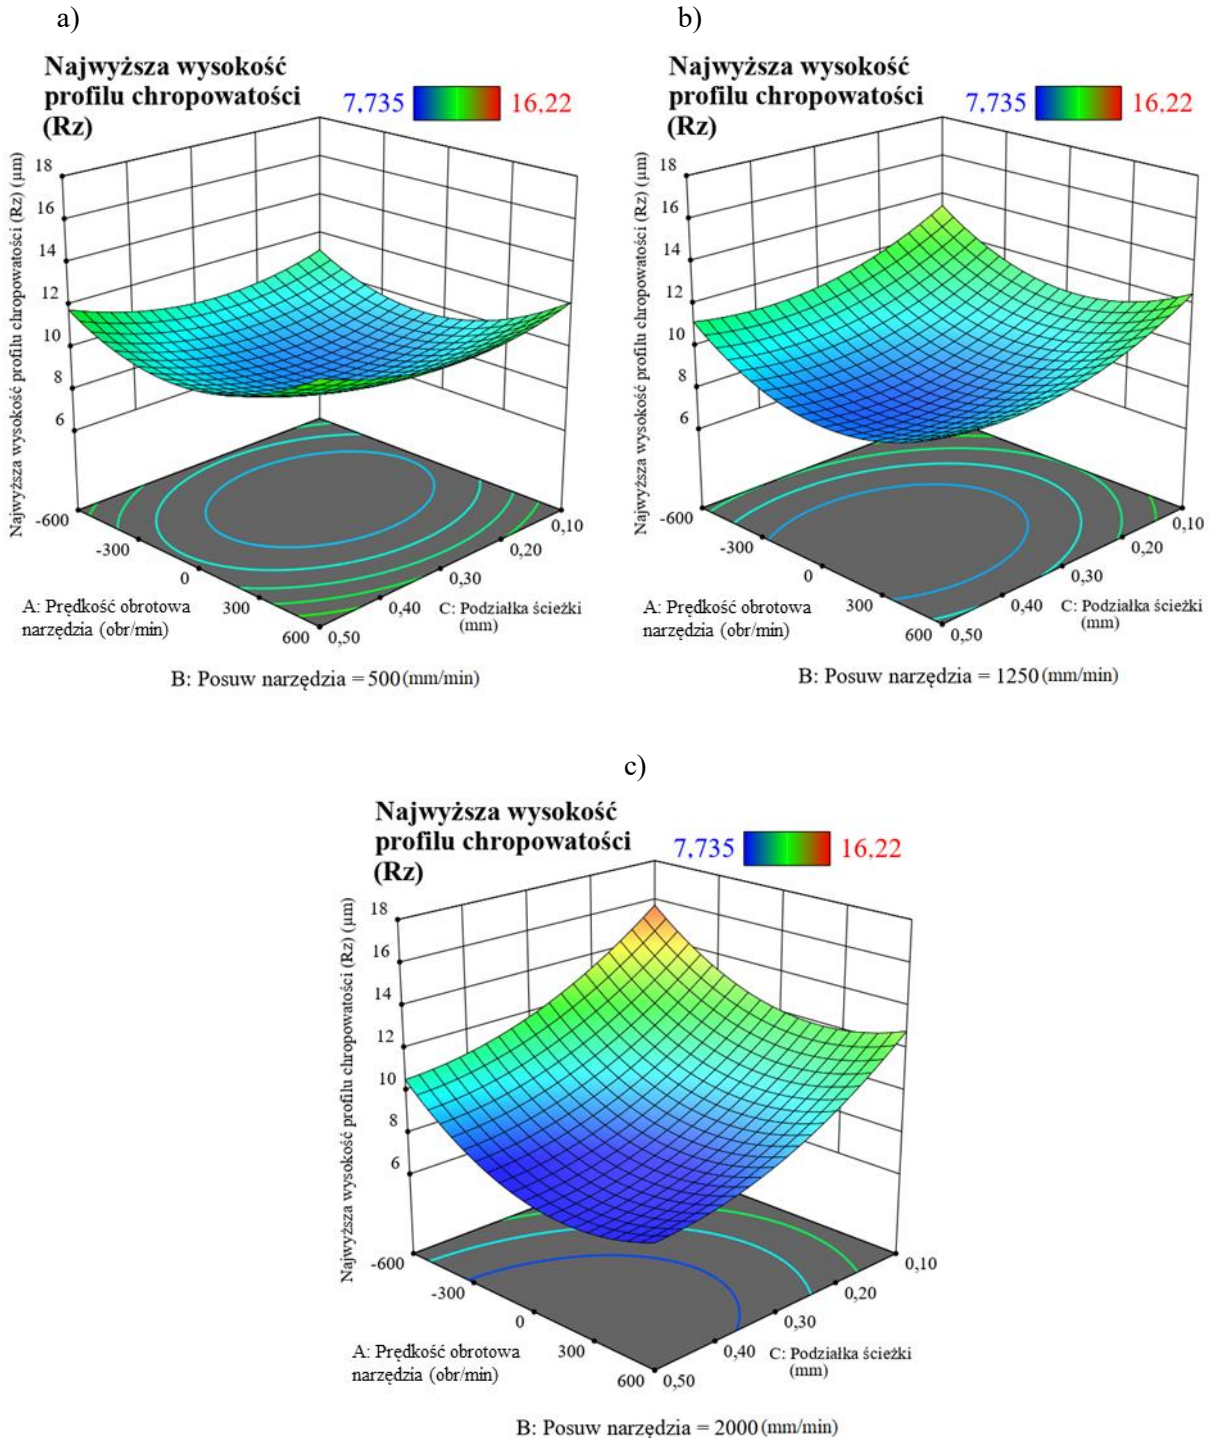 a)
Najwyższa wysokość
profilu chropowatości
(Rz)
7,735 16,22
Najwyższa wysokość profilu chropowatości (Rz) (μm)
18
16
14
12
10
8
6
-600
-300
0
300
600
0,10
0,20
0,30
0,40
0,50
A: Prędkość obrotowa
narzędzia (obr/min)
C: Podziałka ścieżki
(mm)
B: Posuw narzędzia = 500 (mm/min)
b)
Najwyższa wysokość
profilu chropowatości
(Rz)
7,735 16,22
Najwyższa wysokość profilu chropowatości (Rz) (μm)
18
16
14
12
10
8
6
-600
-300
0
300
600
0,10
0,20
0,30
0,40
0,50
A: Prędkość obrotowa
narzędzia (obr/min)
C: Podziałka ścieżki
(mm)
B: Posuw narzędzia = 1250 (mm/min)
c)
Najwyższa wysokość
profilu chropowatości
(Rz)
7,735 16,22
Najwyższa wysokość profilu chropowatości (Rz) (μm)
18
16
14
12
10
8
6
-600
-300
0
300
600
0,10
0,20
0,30
0,40
0,50
A: Prędkość obrotowa
narzędzia (obr/min)
C: Podziałka ścieżki
(mm)
B: Posuw narzędzia = 2000 (mm/min)